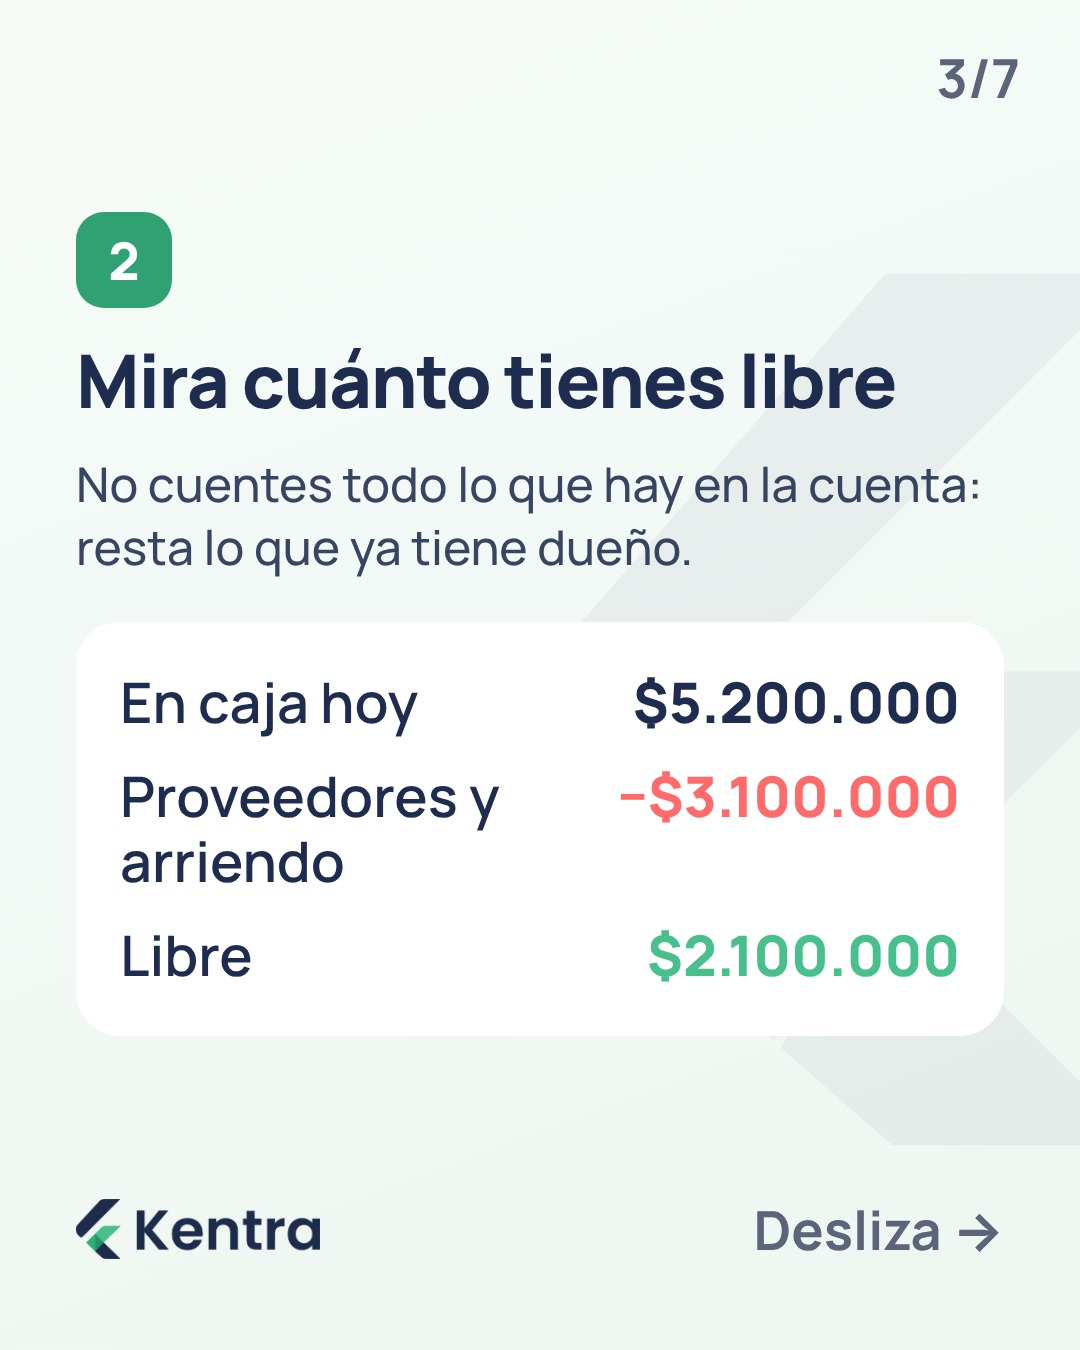 3/7
2
Mira cuánto tienes libre
No cuentes todo lo que hay en la cuenta:
resta lo que ya tiene dueño.
En caja hoy $5.200.000
Proveedores y −$3.100.000
arriendo
Libre $2.100.000
Kentra
Desliza →